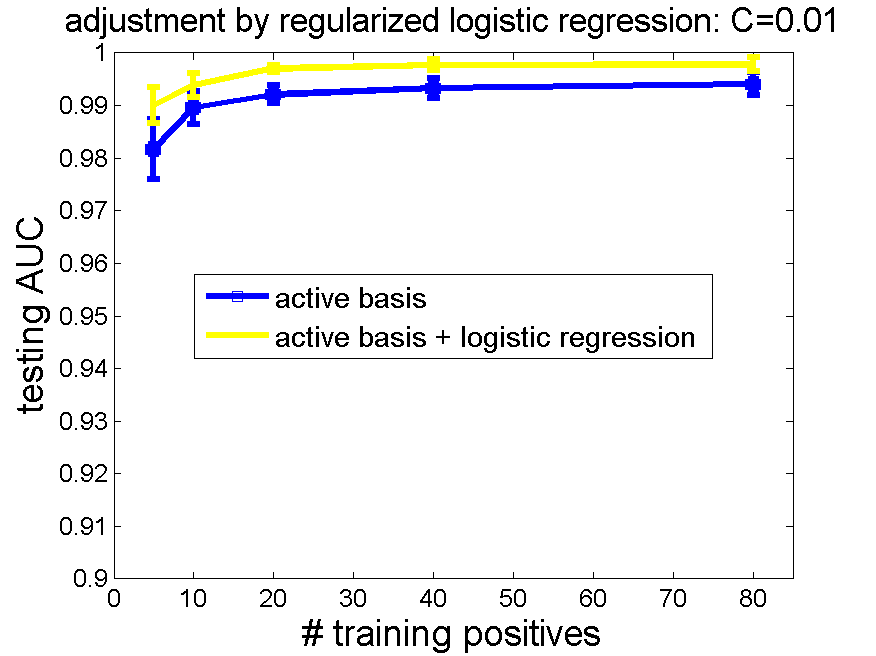 adjustment by regularized logistic regression: C=0.01
1
0.99
0.98
0.97
0.96
0.95
0.94
0.93
0.92
0.91
0.9
testing AUC
active basis
active basis + logistic regression
0 10 20 30 40 50 60 70 80
# training positives